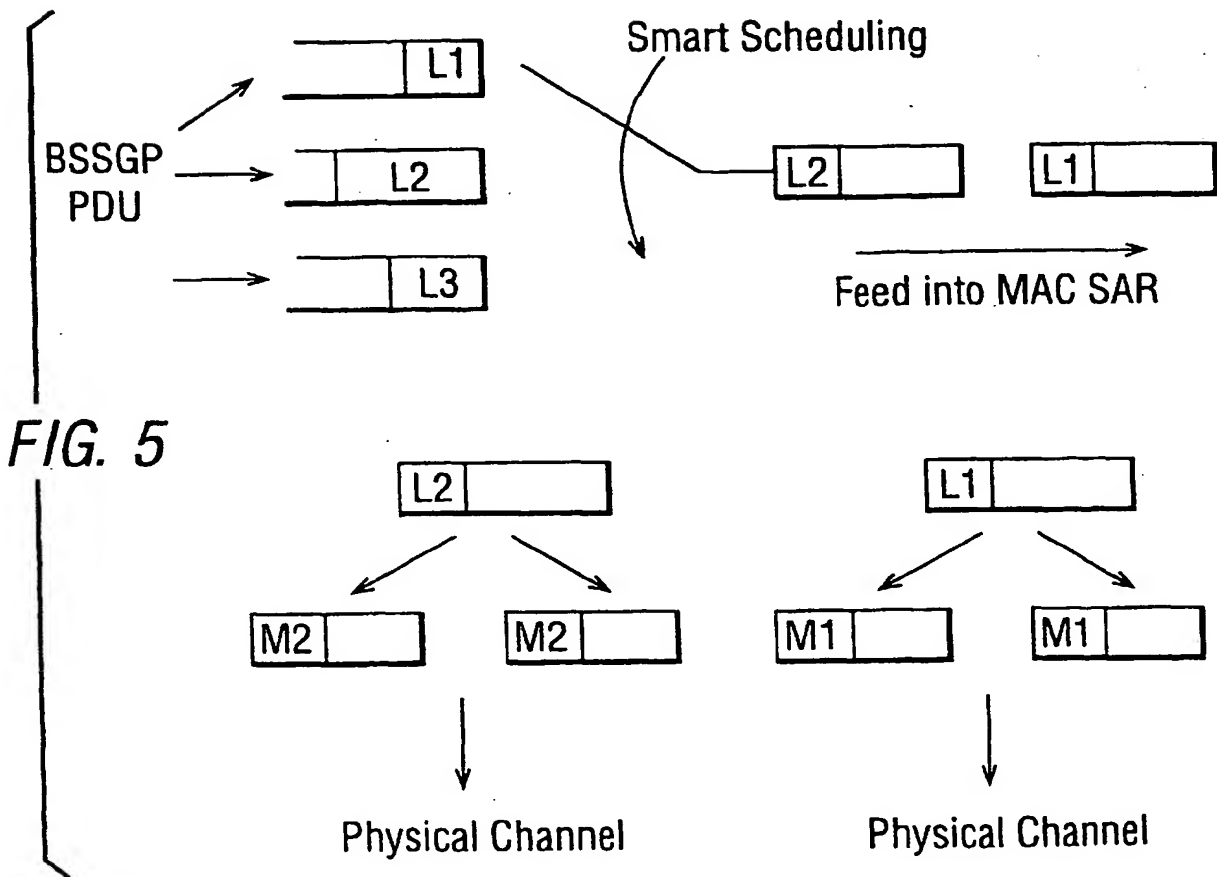 Smart Scheduling
L1
BSSGP
PDU
L2
L3
L2
L1
Feed into MAC SAR
FIG. 5
L2
L1
M2
M2
M1
M1
Physical Channel
Physical Channel